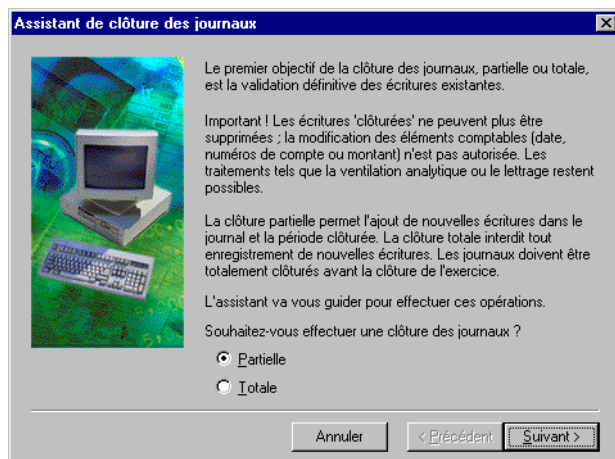 Assistant de clôture des journaux
Le premier objectif de la clôture des journaux, partielle ou totale,
est la validation définitive des écritures existantes.
Important ! Les écritures 'clôturées' ne peuvent plus être
supprimées ; la modification des éléments comptables (date,
numéros de compte ou montant) n'est pas autorisée. Les
traitements tels que la ventilation analytique ou le lettrage restent
possibles.
La clôture partielle permet l'ajout de nouvelles écritures dans le
journal et la période clôturée. La clôture totale interdit tout
enregistrement de nouvelles écritures. Les journaux doivent être
totalement clôturés avant la clôture de l'exercice.
L'assistant va vous guider pour effectuer ces opérations.
Souhaitez-vous effectuer une clôture des journaux ?
Partielle
Totale
Annuler
< Précédent
Suivant >